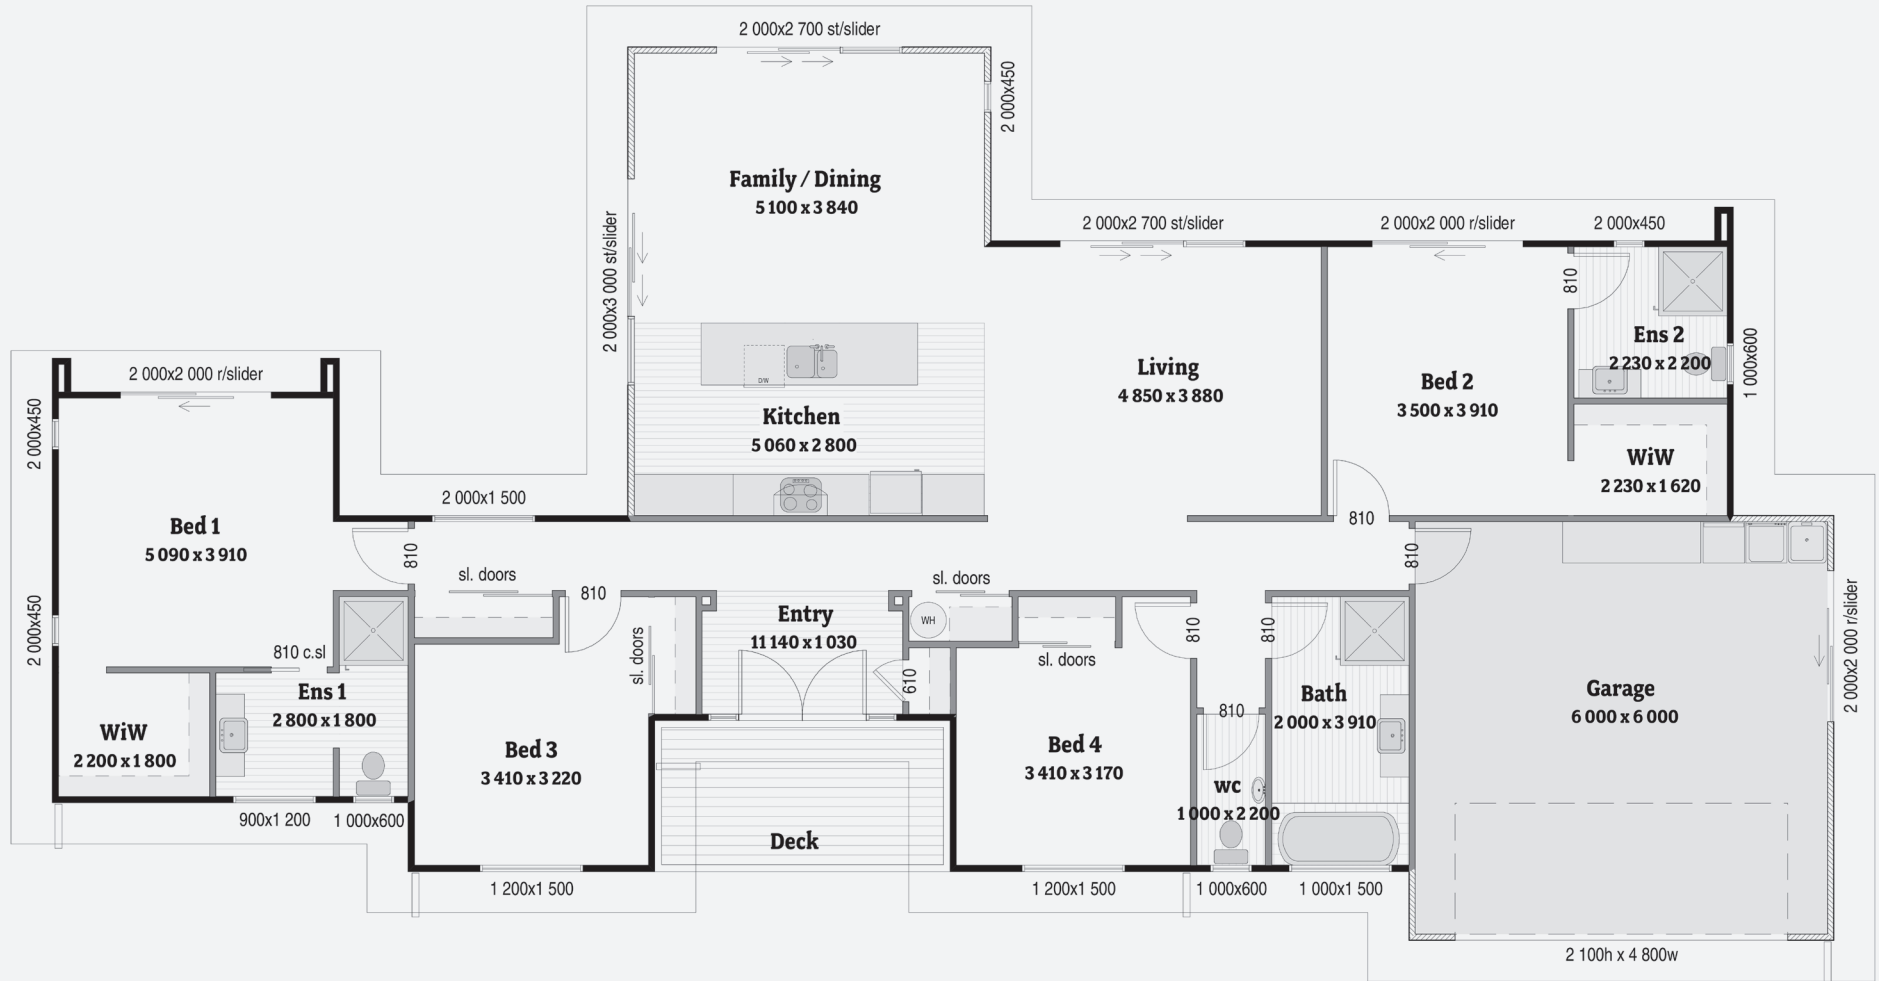 2 000x2 700 st/slider
2 000x450
Family / Dining
5 100 x 3 840
2 000x3 000 st/slider
2 000x2 700 st/slider
2 000x2 000 r/slider
2 000x450
810
Ens 2
2 230 x 2 200
1 000x600
Living
4 850 x 3 880
Bed 2
3 500 x 3 910
D/W
Kitchen
5 060 x 2 800
WiW
2 230 x 1 620
2 000x2 000 r/slider
2 000x450
2 000x1 500
Bed 1
5 090 x 3 910
810
810
810
sl. doors
810
sl. doors
Entry
11 140 x 1 030
WH
2 000x450
810 c.sl
sl. doors
810
810
sl. doors
610
2 000x2 000 r/slider
Ens 1
2 800 x 1 800
WiW
2 200 x 1 800
Bath
2 000 x 3 910
Garage
6 000 x 6 000
810
Bed 3
3 410 x 3 220
Bed 4
3 410 x 3 170
wc
1 000 x 2 200
Deck
900x1 200
1 000x600
1 200x1 500
1 200x1 500
1 000x600
1 000x1 500
2 100h x 4 800w